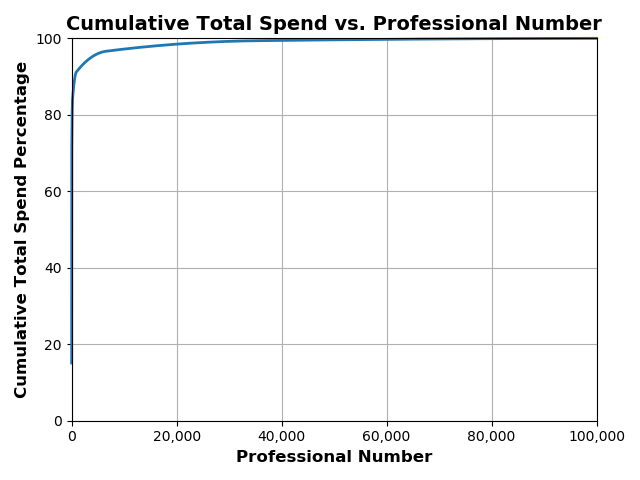 Cumulative Total Spend vs. Professional Number
Cumulative Total Spend Percentage
100
80
60
40
20
0
0 20,000 40,000 60,000 80,000 100,000
Professional Number